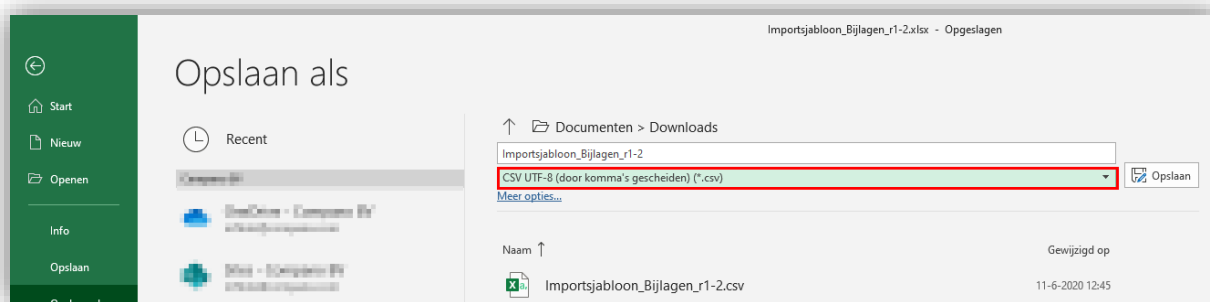 Importsjabloon_Bijlagen_r1-2.xlsx - Opgeslagen
Opslaan als
Start
Nieuw
Openen
Info
Opslaan
Recent
Documenten > Downloads
Importsjabloon_Bijlagen_r1-2
CSV UTF-8 (door komma's gescheiden) (*.csv)
Opslaan
Meer opties...
Naam
Gewijzigd op
Importsjabloon_Bijlagen_r1-2.csv
11-6-2020 12:45